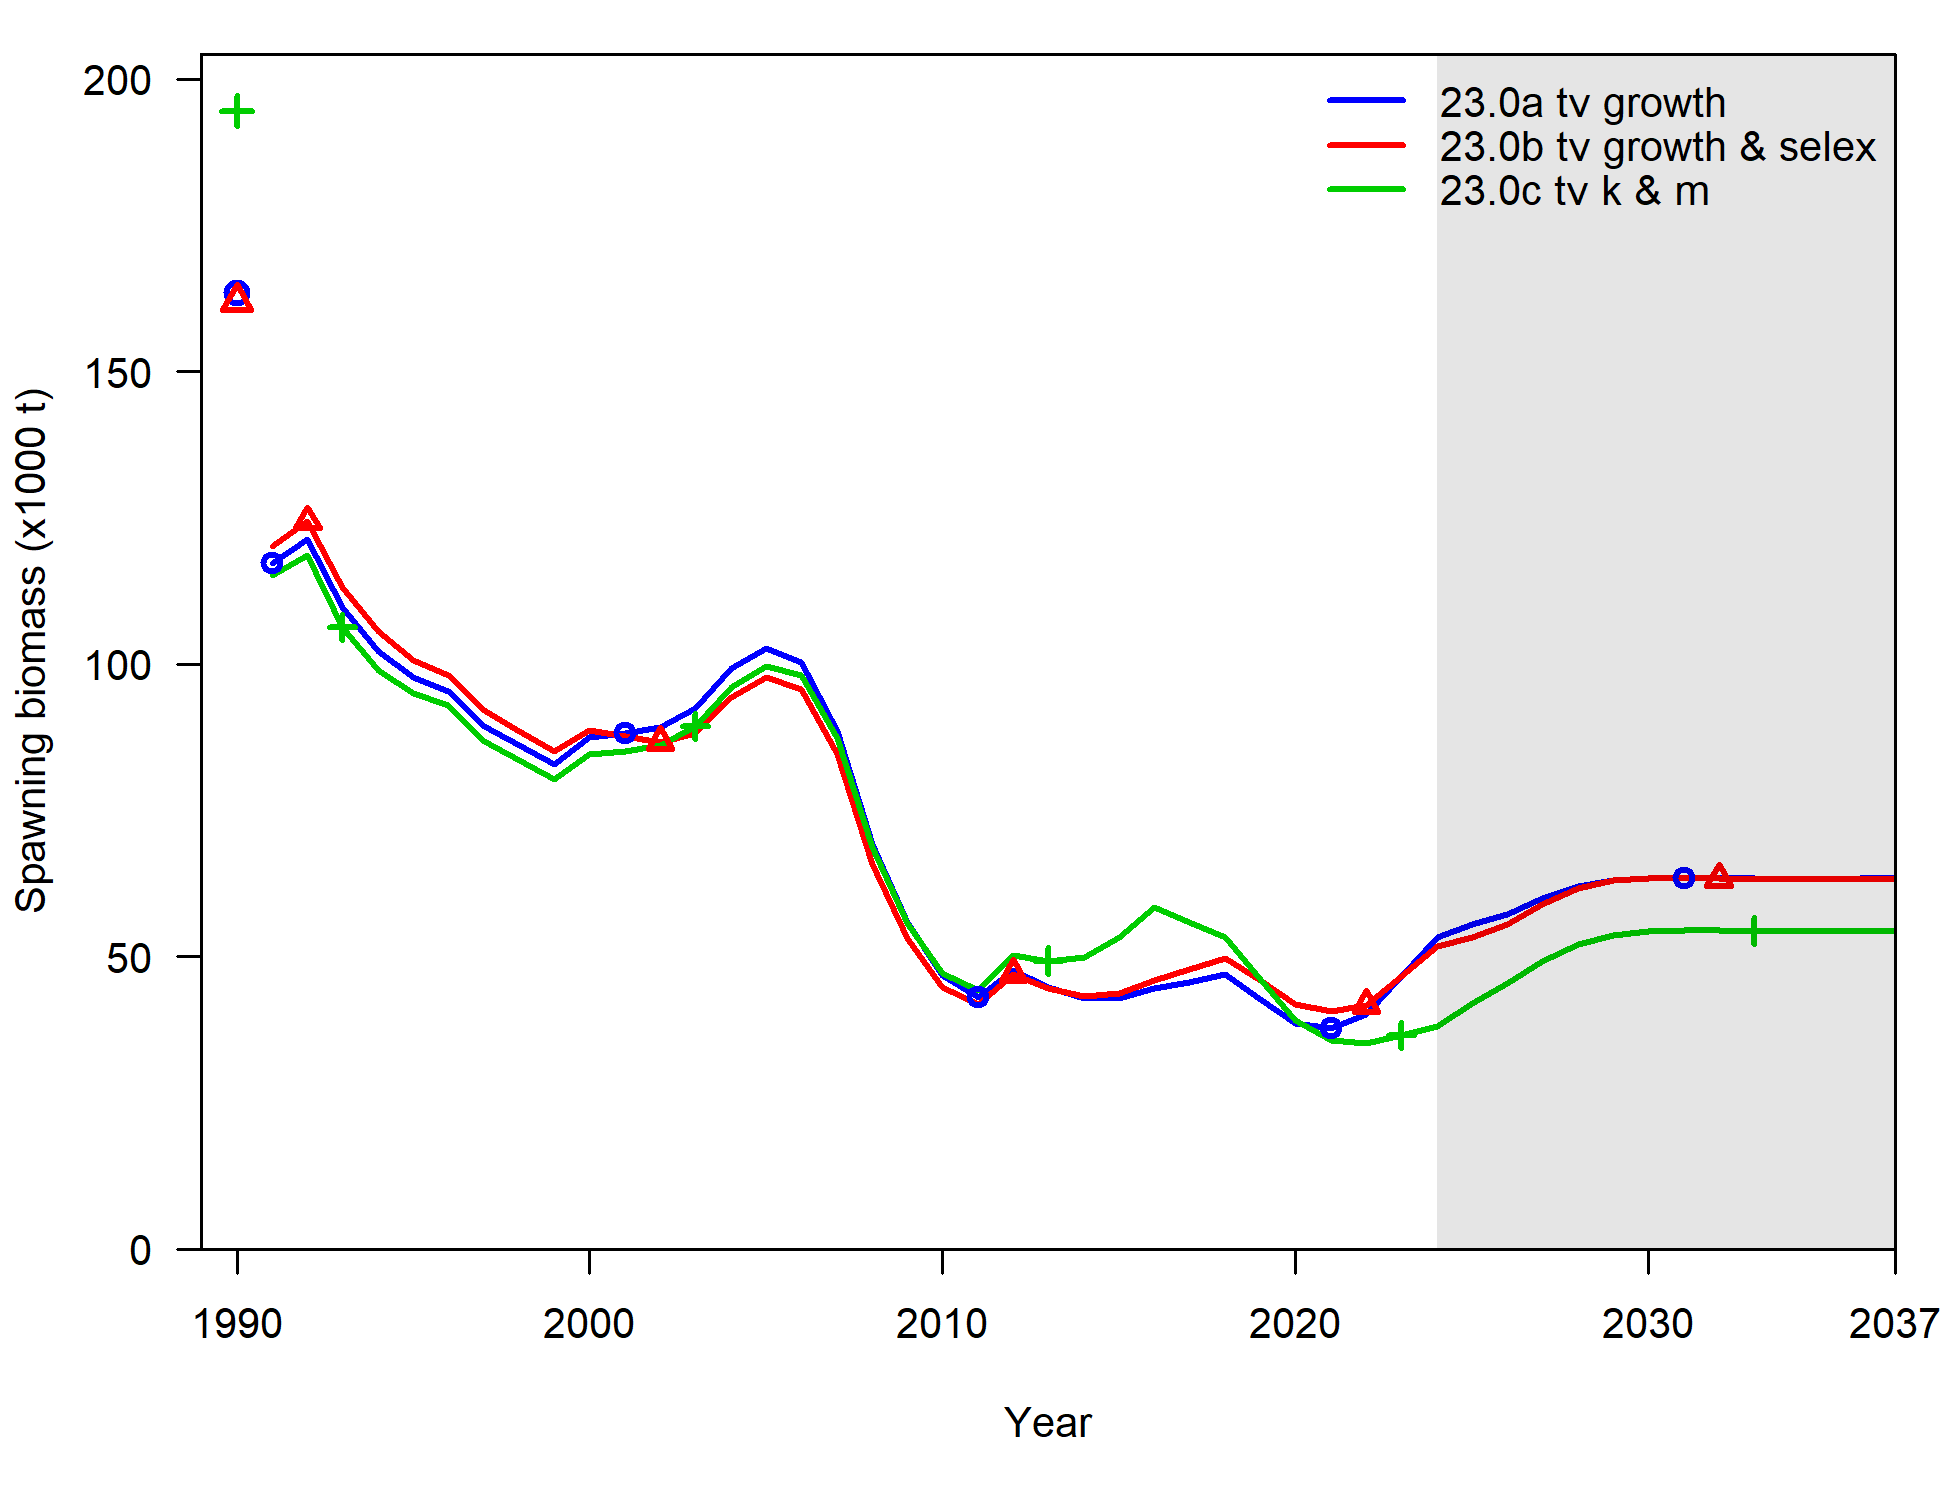 200
150
100
50
0
Spawning biomass (x1000 t)
23.0a tv growth
23.0b tv growth & selex
23.0c tv k & m
1990
2000
2010
2020
2030
2037
Year